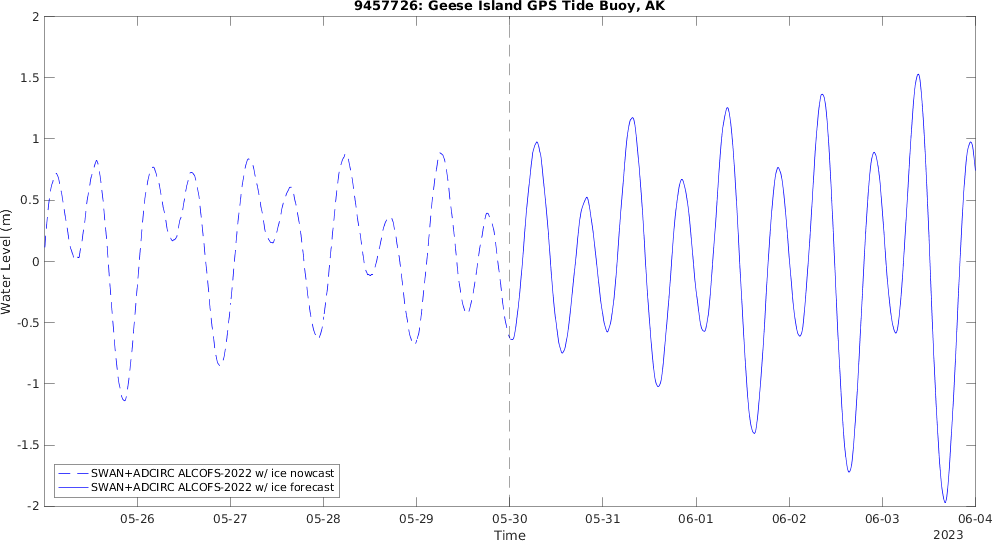 9457726: Geese Island GPS Tide Buoy, AK
2
1.5
1
0.5
0
-0.5
-1
-1.5
-2
Water Level (m)
SWAN+ADCIRC ALCOFS-2022 w/ ice nowcast
SWAN+ADCIRC ALCOFS-2022 w/ ice forecast
05-26 05-27 05-28 05-29 05-30 05-31 06-01 06-02 06-03 06-04
Time
2023